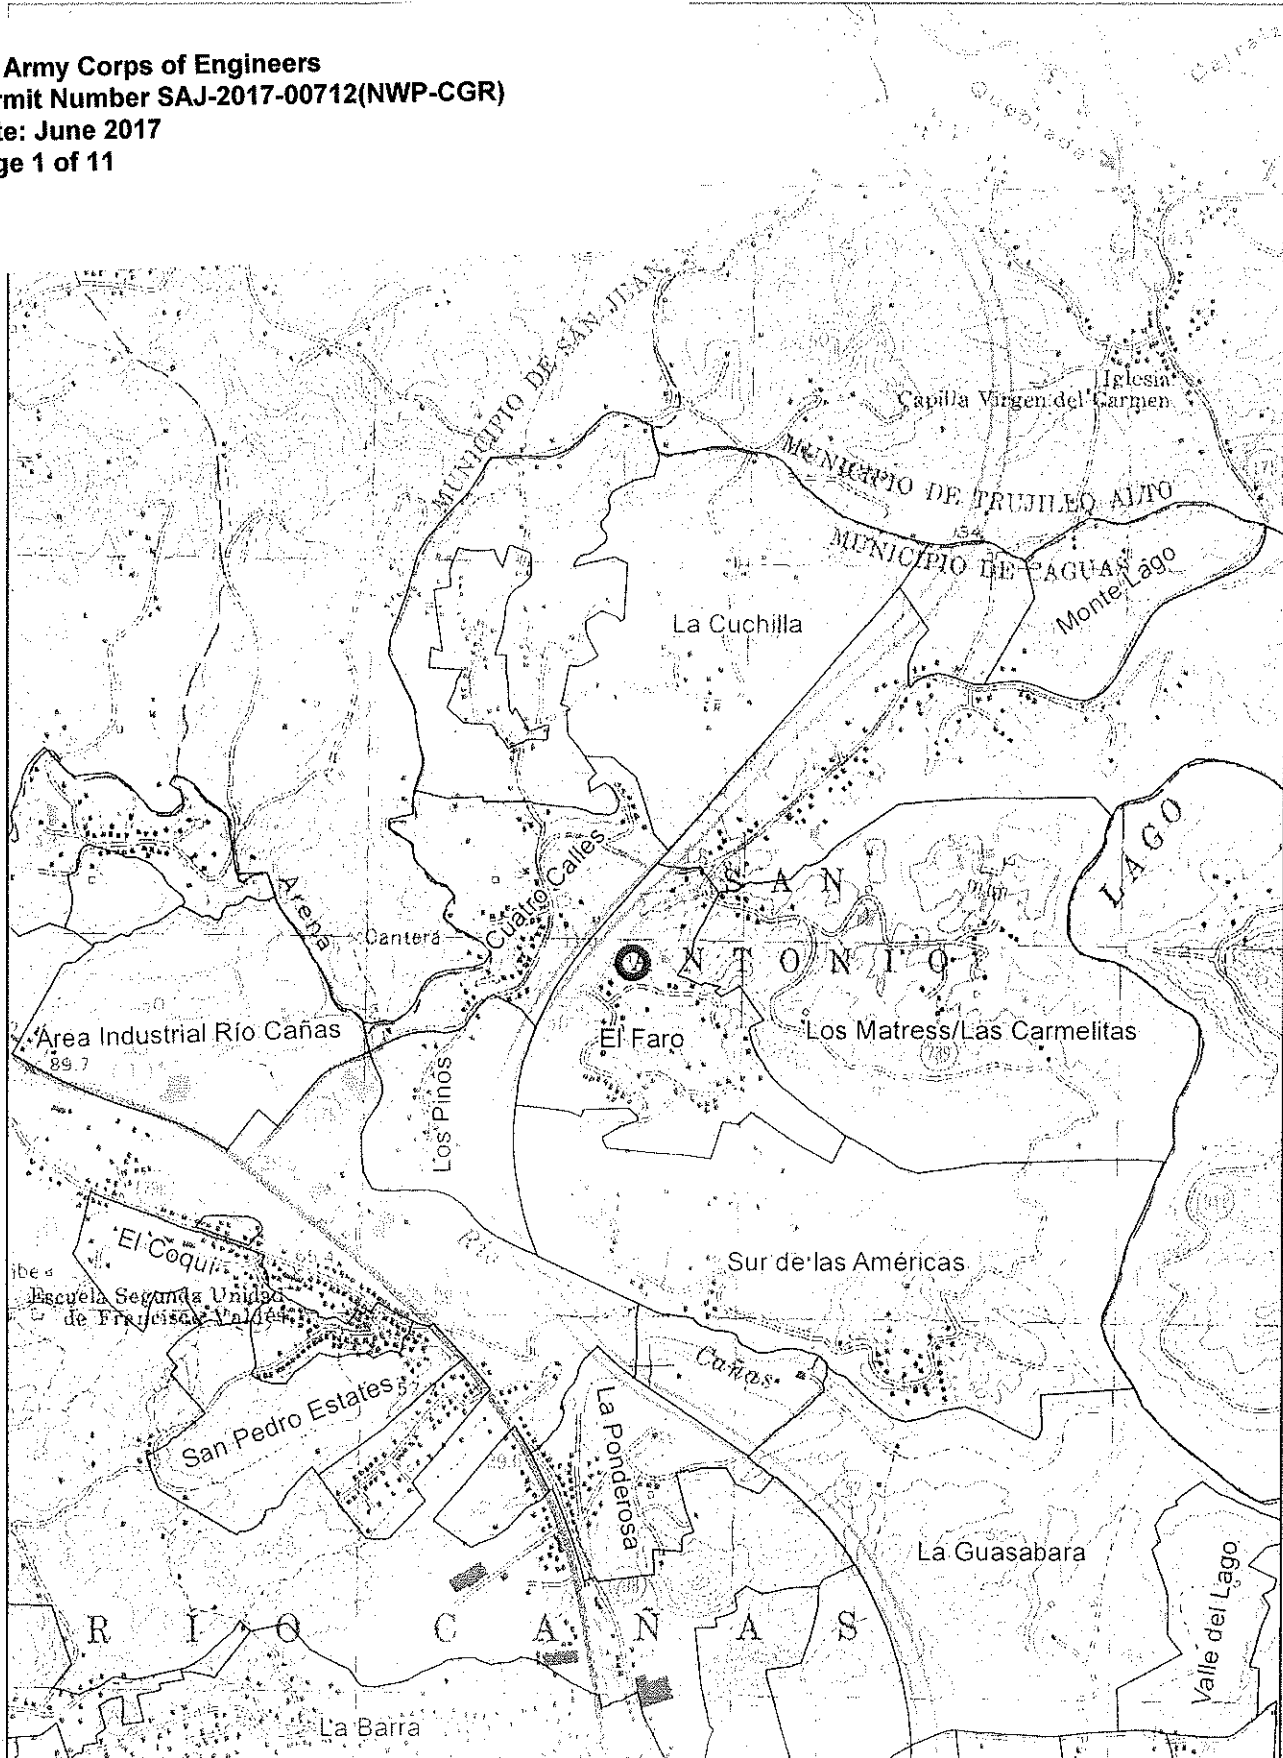 Army Corps of Engineers
rmit Number SAJ-2017-00712(NWP-CGR)
te: June 2017
ge 1 of 11
MUNICIPIO DE SAN JUAN
Iglesia
Capilla Virgen del Carmen
MUNICIPIO DE TRUJILLO ALTO
MUNICIPIO DE CAGUAS
Monte Lago
La Cuchilla
LAGO
SAN
Cuatro Calles
Arena
Cantera
ANTONIO
Área Industrial Río Cañas
89.7
El Faro
Los Matress/Las Carmelitas
Los Pinos
Río
El Coquí
Sur de las Américas
Escuela Segunda Unidad
de Francisco Valdés
Cañas
San Pedro Estates
La Ponderosa
La Guasabara
Valle del Lago
RÍO CAÑAS
La Barra